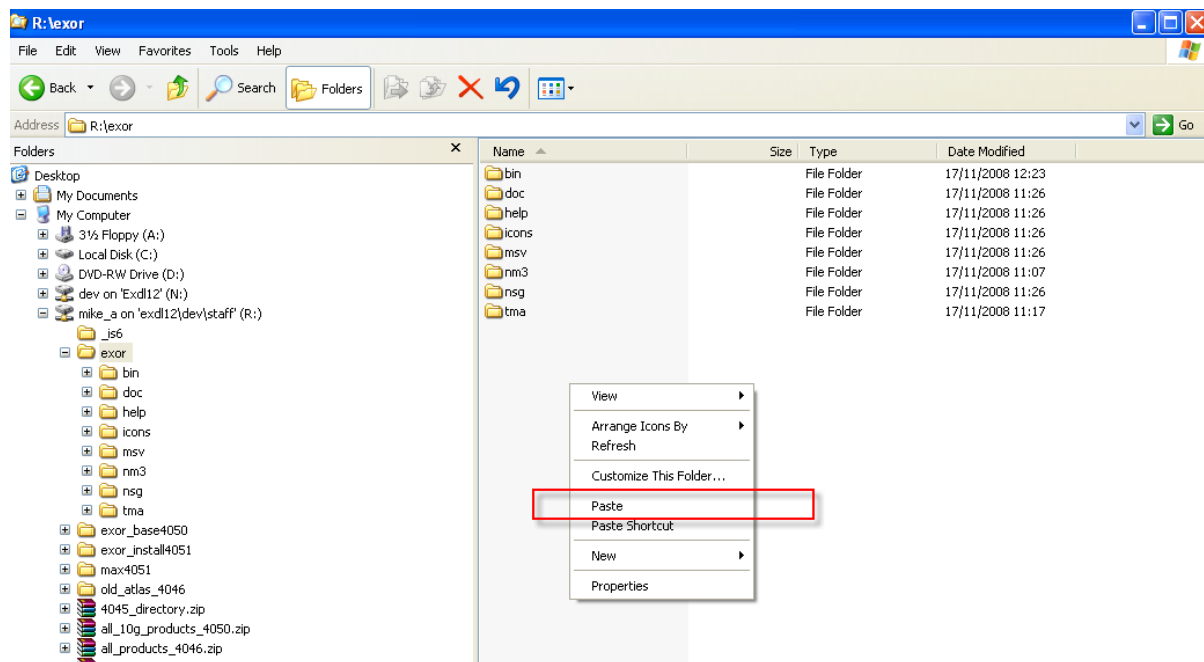 R:\exor
File Edit View Favorites Tools Help
Back Search Folders
Address R:\exor Go
Folders x
Desktop
My Documents
My Computer
3½ Floppy (A:)
Local Disk (C:)
DVD-RW Drive (D:)
dev on 'Exdl12' (N:)
mike_a on 'exdl12\dev\staff' (R:)
_is6
exor
bin
doc
help
icons
msv
nm3
nsg
tma
exor_base4050
exor_install4051
max4051
old_atlas_4046
4045_directory.zip
all_10g_products_4050.zip
all_products_4046.zip
Name Size Type Date Modified
bin File Folder 17/11/2008 12:23
doc File Folder 17/11/2008 11:26
help File Folder 17/11/2008 11:26
icons File Folder 17/11/2008 11:26
msv File Folder 17/11/2008 11:26
nm3 File Folder 17/11/2008 11:07
nsg File Folder 17/11/2008 11:26
tma File Folder 17/11/2008 11:17
View
Arrange Icons By
Refresh
Customize This Folder...
Paste
Paste Shortcut
New
Properties